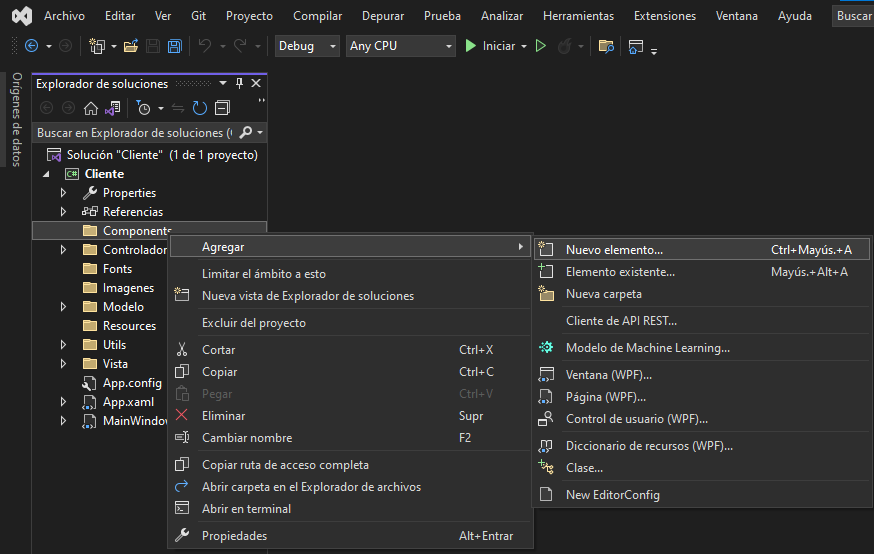 Archivo Editar Ver Git Proyecto Compilar Depurar Prueba Analizar Herramientas Extensiones Ventana Ayuda Buscar
Debug Any CPU Iniciar
Orígenes de datos
Explorador de soluciones
Buscar en Explorador de soluciones (
Solución "Cliente" (1 de 1 proyecto)
C# Cliente
Properties
Referencias
Component
Controlador
Fonts
Imagenes
Modelo
Resources
Utils
Vista
App.config
App.xaml
MainWindow
Agregar
Limitar el ámbito a esto
Nueva vista de Explorador de soluciones
Excluir del proyecto
Cortar Ctrl+X
Copiar Ctrl+C
Pegar Ctrl+V
Eliminar Supr
Cambiar nombre F2
Copiar ruta de acceso completa
Abrir carpeta en el Explorador de archivos
Abrir en terminal
Propiedades Alt+Entrar
Nuevo elemento... Ctrl+Mayús.+A
Elemento existente... Mayús.+Alt+A
Nueva carpeta
Cliente de API REST...
Modelo de Machine Learning...
Ventana (WPF)...
Página (WPF)...
Control de usuario (WPF)...
Diccionario de recursos (WPF)...
Clase...
New EditorConfig